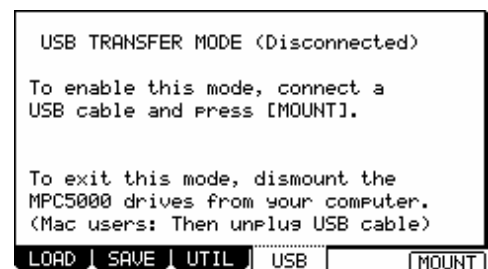 USB TRANSFER MODE (Disconnected)
To enable this mode, connect a
USB cable and press [MOUNT].
To exit this mode, dismount the
MPC5000 drives from your computer.
(Mac users: Then unplug USB cable)
LOAD SAVE UTIL USB [MOUNT]